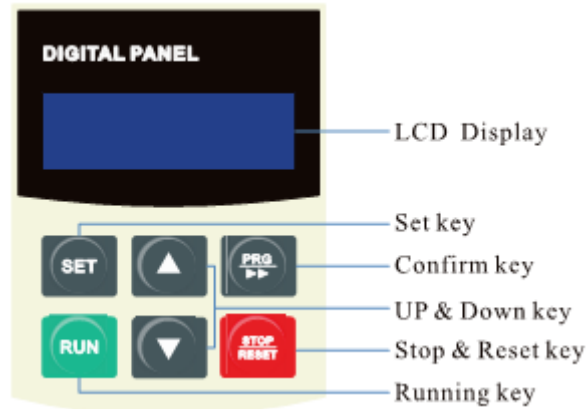 DIGITAL PANEL
LCD Display
Set key
SET
PRG
Confirm key
UP & Down key
RUN
STOP
RESET
Stop & Reset key
Running key